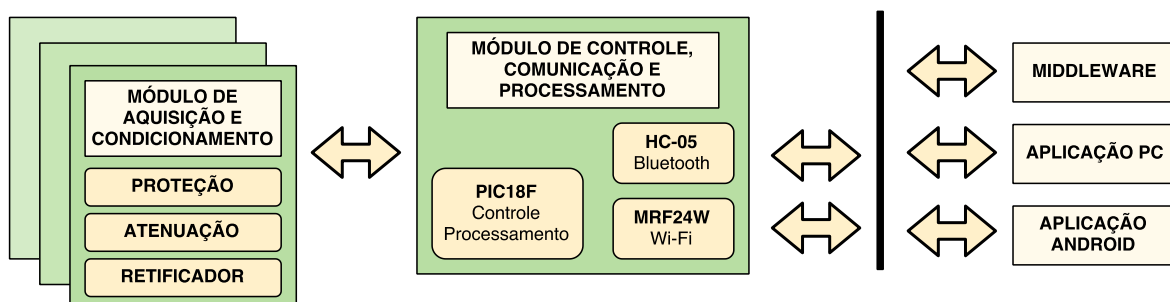 MÓDULO DE
AQUISIÇÃO E
CONDICIONAMENTO
PROTEÇÃO
ATENUAÇÃO
RETIFICADOR
MÓDULO DE CONTROLE,
COMUNICAÇÃO E
PROCESSAMENTO
HC-05
Bluetooth
PIC18F
Controle
Processamento
MRF24W
Wi-Fi
MIDDLEWARE
APLICAÇÃO PC
APLICAÇÃO
ANDROID